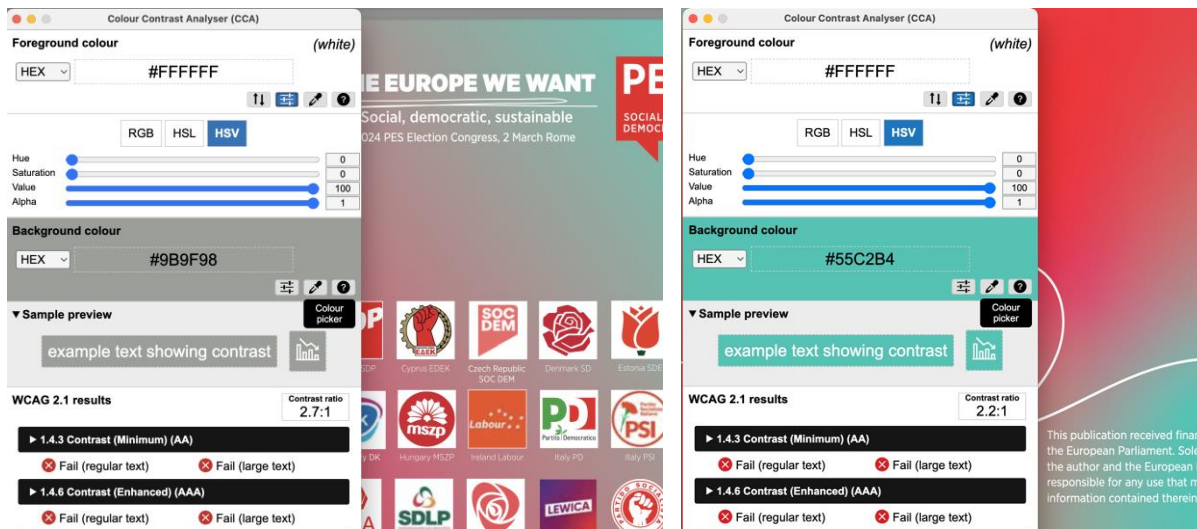 Colour Contrast Analyser (CCA)
Foreground colour
(white)
HEX
#FFFFFF
RGB
HSL
HSV
Hue
0
Saturation
0
Value
100
Alpha
1
Background colour
HEX
#9B9F98
Colour
picker
▼ Sample preview
example text showing contrast
WCAG 2.1 results
Contrast ratio
2.7:1
▶ 1.4.3 Contrast (Minimum) (AA)
Fail (regular text)
Fail (large text)
▶ 1.4.6 Contrast (Enhanced) (AAA)
Fail (regular text)
Fail (large text)
EUROPE WE WANT
Social, democratic, sustainable
2024 PES Election Congress, 2 March Rome
PE
SOCIAL
DEMOC
EDEK
SOC
DEM
Cyprus EDEK
Czech Republic
SOC DEM
Denmark SD
Estonia SDE
mszp
Labour
PD
Partito Democratico
PSI
DK
Hungary MSZP
Ireland Labour
Italy PD
Italy PSI
SDLP
LEWICA
PARTIDO SOCIALISTA
Colour Contrast Analyser (CCA)
Foreground colour
(white)
HEX
#FFFFFF
RGB
HSL
HSV
Hue
0
Saturation
0
Value
100
Alpha
1
Background colour
HEX
#55C2B4
Colour
picker
▼ Sample preview
example text showing contrast
WCAG 2.1 results
Contrast ratio
2.2:1
▶ 1.4.3 Contrast (Minimum) (AA)
Fail (regular text)
Fail (large text)
▶ 1.4.6 Contrast (Enhanced) (AAA)
Fail (regular text)
Fail (large text)
This publication received finan
the European Parliament. Sole
the author and the European
responsible for any use that m
information contained therein